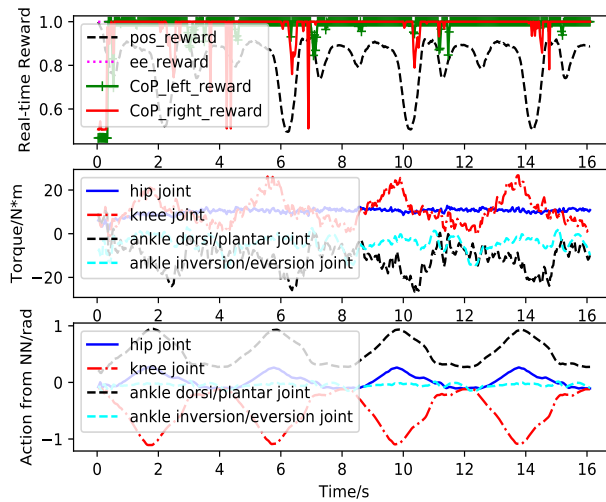 Real-time Reward
1.0
0.8
0.6
pos_reward
ee_reward
CoP_left_reward
CoP_right_reward
0 2 4 6 8 10 12 14 16
Time/s
Torque/N*m
20
0
−20
hip joint
knee joint
ankle dorsi/plantar joint
ankle inversion/eversion joint
0 2 4 6 8 10 12 14 16
Action from NN/rad
1
0
−1
hip joint
knee joint
ankle dorsi/plantar joint
ankle inversion/eversion joint
0 2 4 6 8 10 12 14 16
Time/s